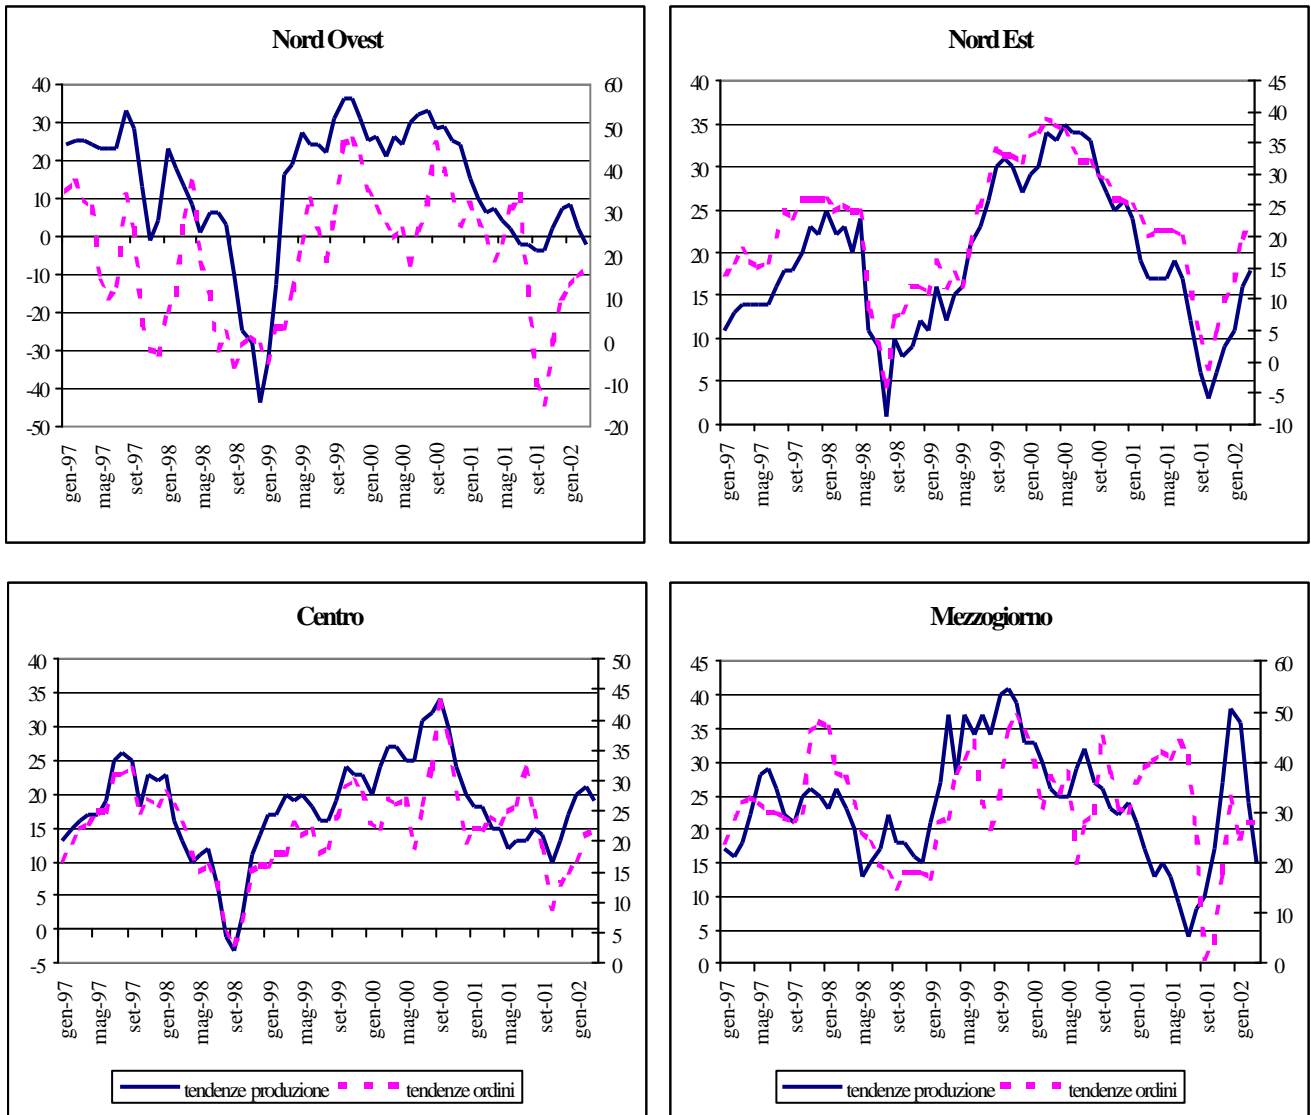 Nord Ovest
40
30
20
10
0
-10
-20
-30
-40
-50
60
50
40
30
20
10
0
-10
-20
gen-97
mag-97
set-97
gen-98
mag-98
set-98
gen-99
mag-99
set-99
gen-00
mag-00
set-00
gen-01
mag-01
set-01
gen-02
Nord Est
40
35
30
25
20
15
10
5
0
45
40
35
30
25
20
15
10
5
0
-5
-10
gen-97
mag-97
set-97
gen-98
mag-98
set-98
gen-99
mag-99
set-99
gen-00
mag-00
set-00
gen-01
mag-01
set-01
gen-02
Centro
40
35
30
25
20
15
10
5
0
-5
50
45
40
35
30
25
20
15
10
5
0
gen-97
mag-97
set-97
gen-98
mag-98
set-98
gen-99
mag-99
set-99
gen-00
mag-00
set-00
gen-01
mag-01
set-01
gen-02
tendenze produzione
tendenze ordini
Mezzogiorno
45
40
35
30
25
20
15
10
5
0
60
50
40
30
20
10
0
gen-97
mag-97
set-97
gen-98
mag-98
set-98
gen-99
mag-99
set-99
gen-00
mag-00
set-00
gen-01
mag-01
set-01
gen-02
tendenze produzione
tendenze ordini